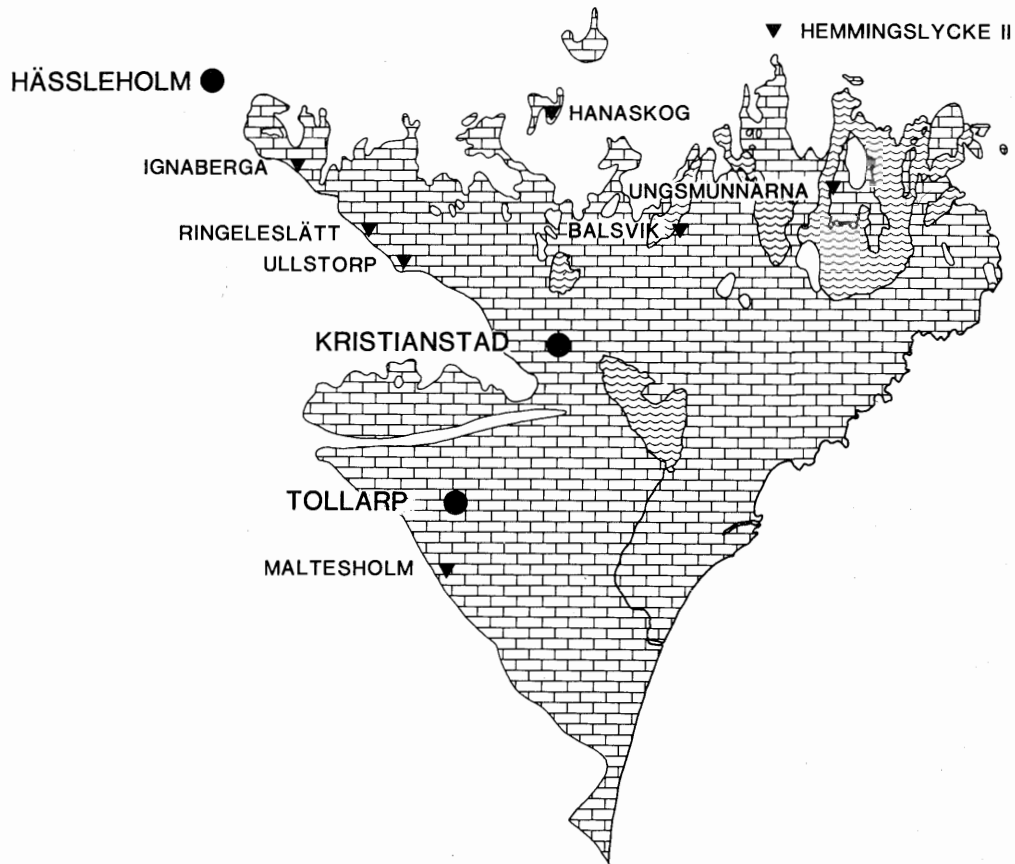 HEMMINGSLYCKE II
HÄSSLEHOLM
HANASKOG
IGNABERGA
UNGSMUNNARNA
RINGELESLÄTT
BALSVIK
ULLSTORP
KRISTIANSTAD
TOLLARP
MALTESHOLM